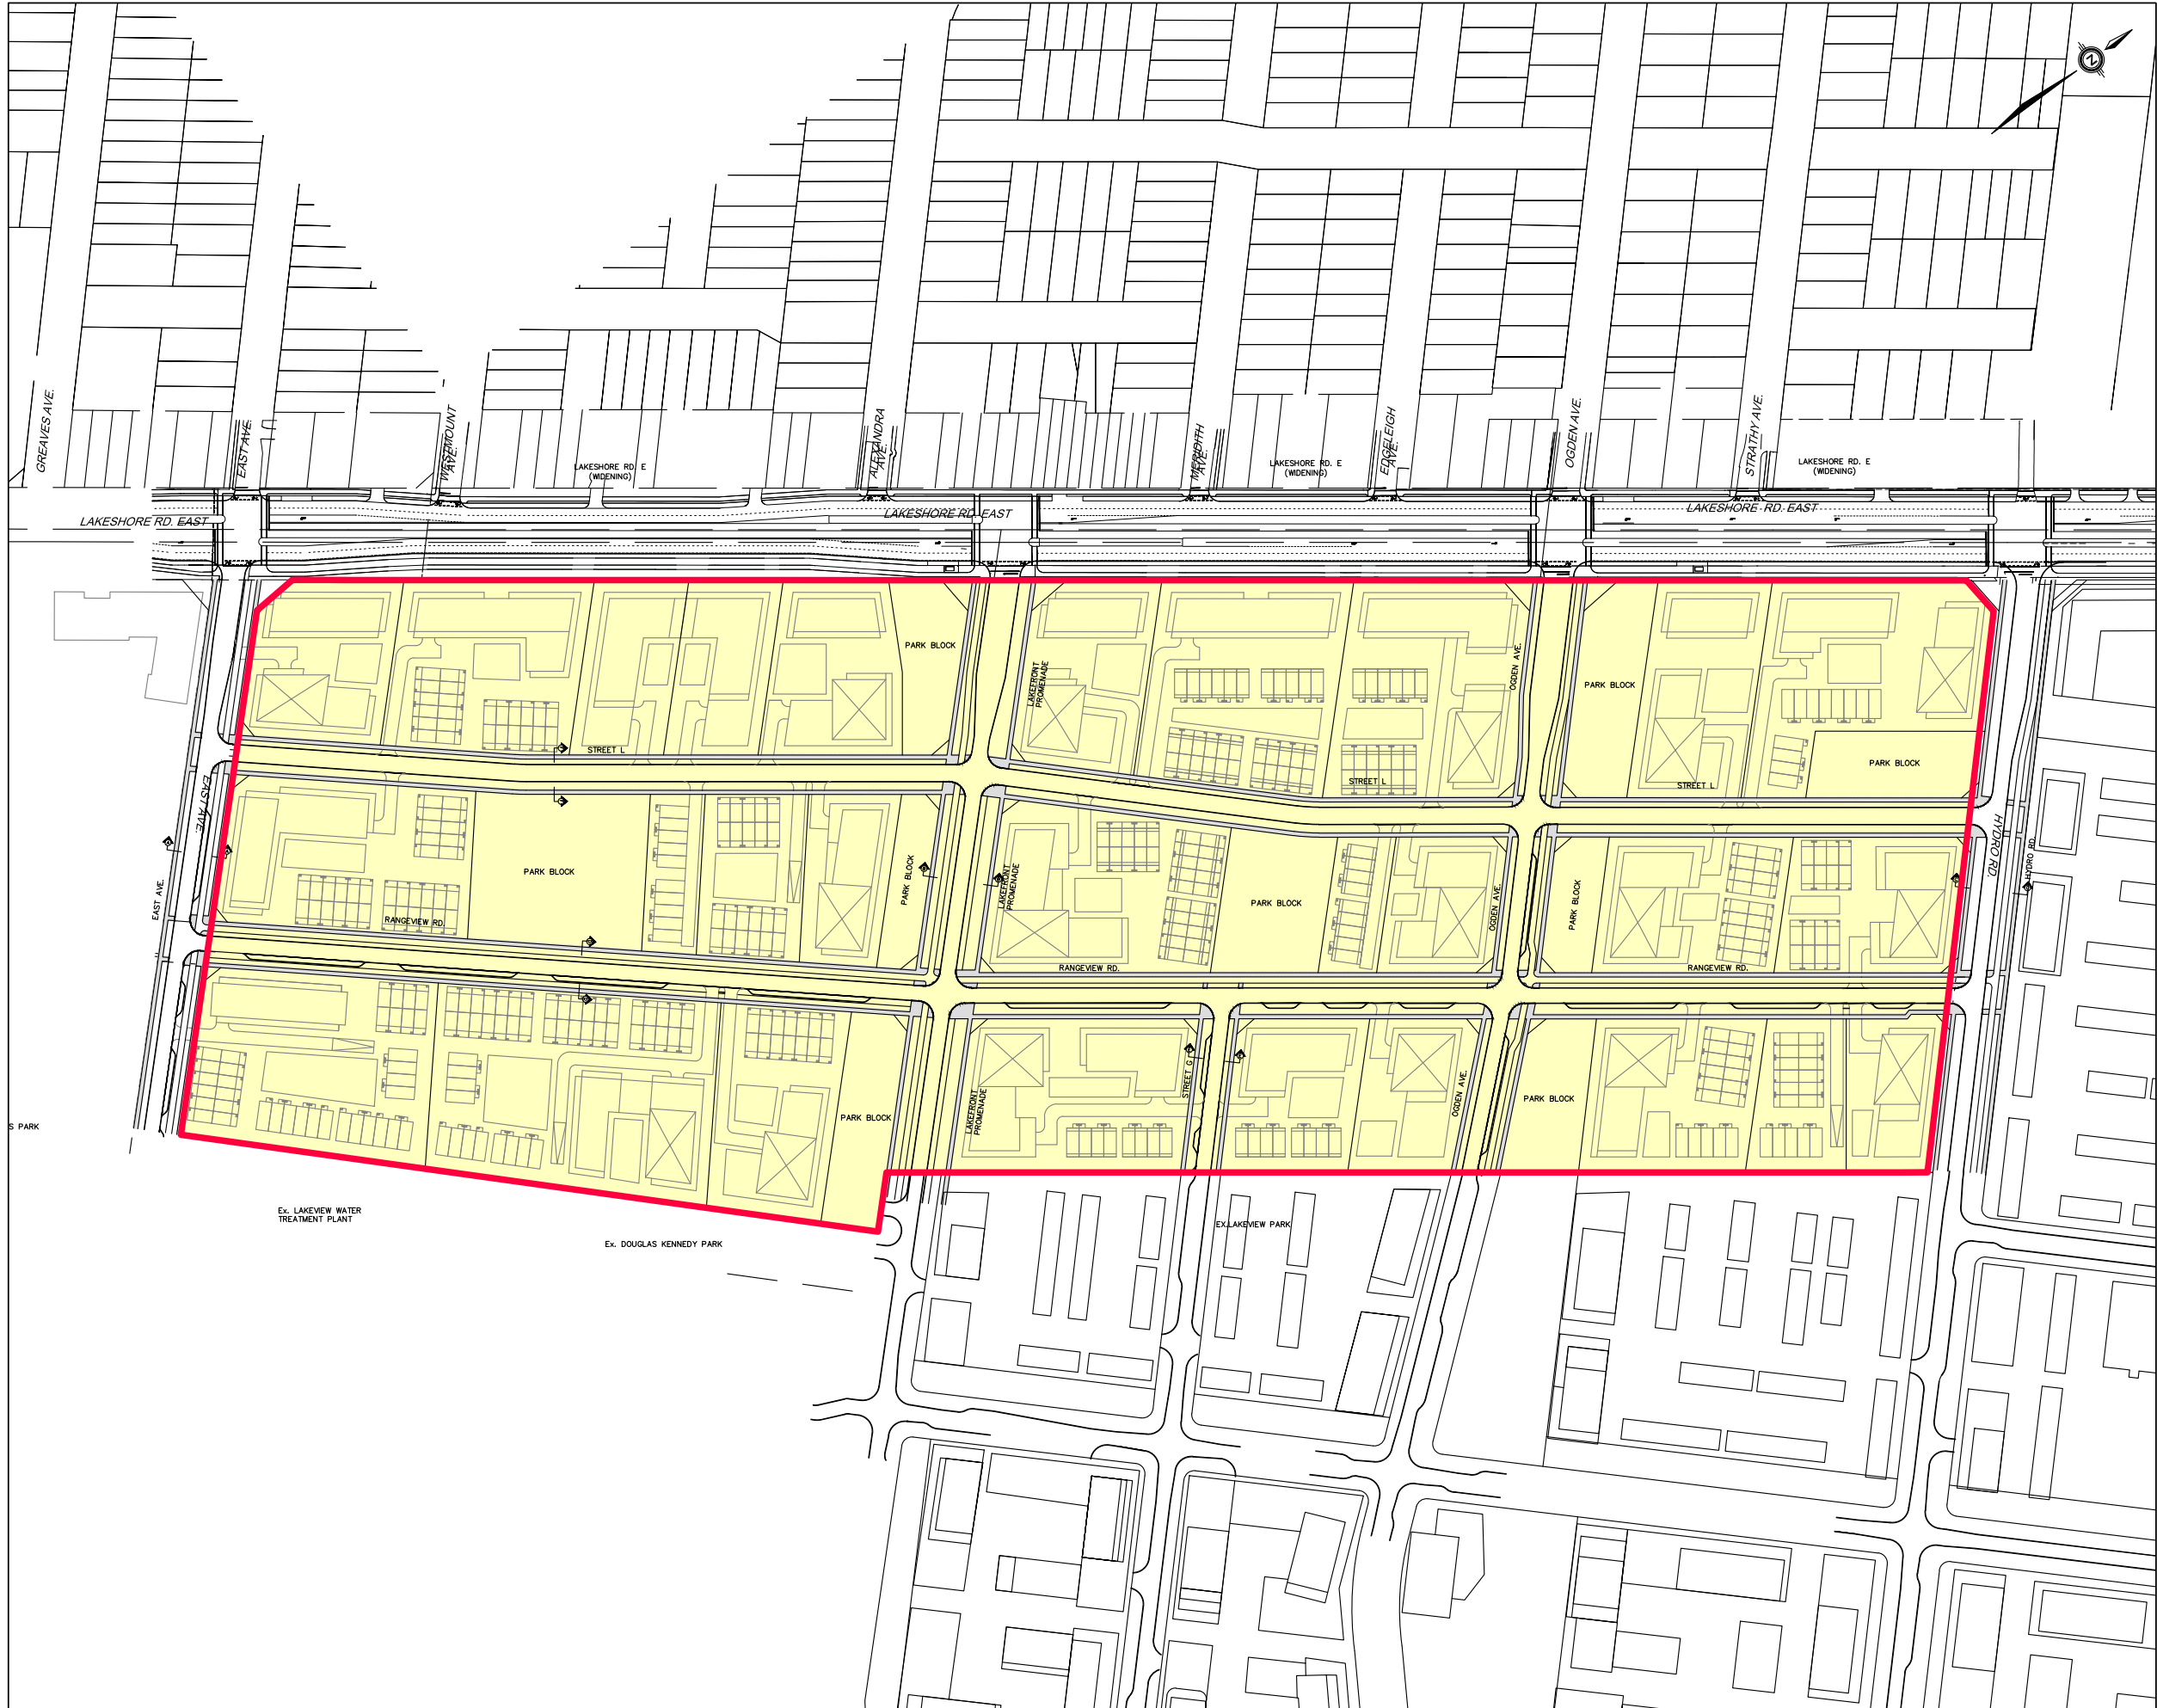 N
GREAVES AVE.
EAST AVE.
WESTMOUNT
AVE.
ALEXANDRA
AVE.
MEREDITH
AVE.
EDGELEIGH
AVE.
OGDEN AVE.
STRATHY AVE.
LAKESHORE RD. E
(WIDENING)
LAKESHORE RD. E
(WIDENING)
LAKESHORE RD. E
(WIDENING)
LAKESHORE RD. EAST
LAKESHORE RD. EAST
LAKESHORE RD. EAST
PARK BLOCK
LAKEFRONT
PROMENADE
OGDEN AVE.
PARK BLOCK
STREET L
STREET L
STREET L
PARK BLOCK
EAST AVE.
EAST AVE.
PARK BLOCK
RANGEVIEW RD.
PARK BLOCK
LAKEFRONT
PROMENADE
PARK BLOCK
OGDEN AVE.
PARK BLOCK
HYDRO RD.
HYDRO RD.
RANGEVIEW RD.
RANGEVIEW RD.
PARK BLOCK
LAKEFRONT
PROMENADE
STREET G
OGDEN AVE.
PARK BLOCK
S PARK
Ex. LAKEVIEW WATER
TREATMENT PLANT
Ex. DOUGLAS KENNEDY PARK
EX.LAKEVIEW PARK